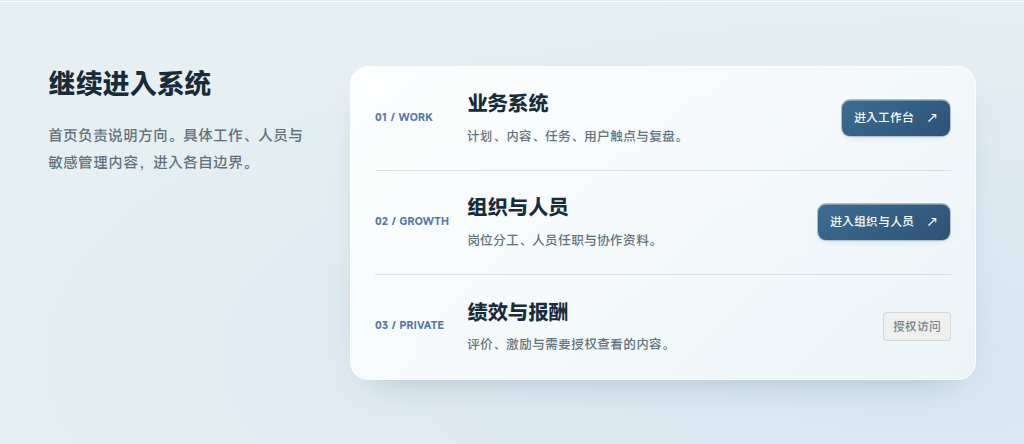 继续进入系统
首页负责说明方向。具体工作、人员与
敏感管理内容，进入各自边界。
01 / WORK
业务系统
计划、内容、任务、用户触点与复盘。
进入工作台 ↗
02 / GROWTH
组织与人员
岗位分工、人员任职与协作资料。
进入组织与人员 ↗
03 / PRIVATE
绩效与报酬
评价、激励与需要授权查看的内容。
授权访问